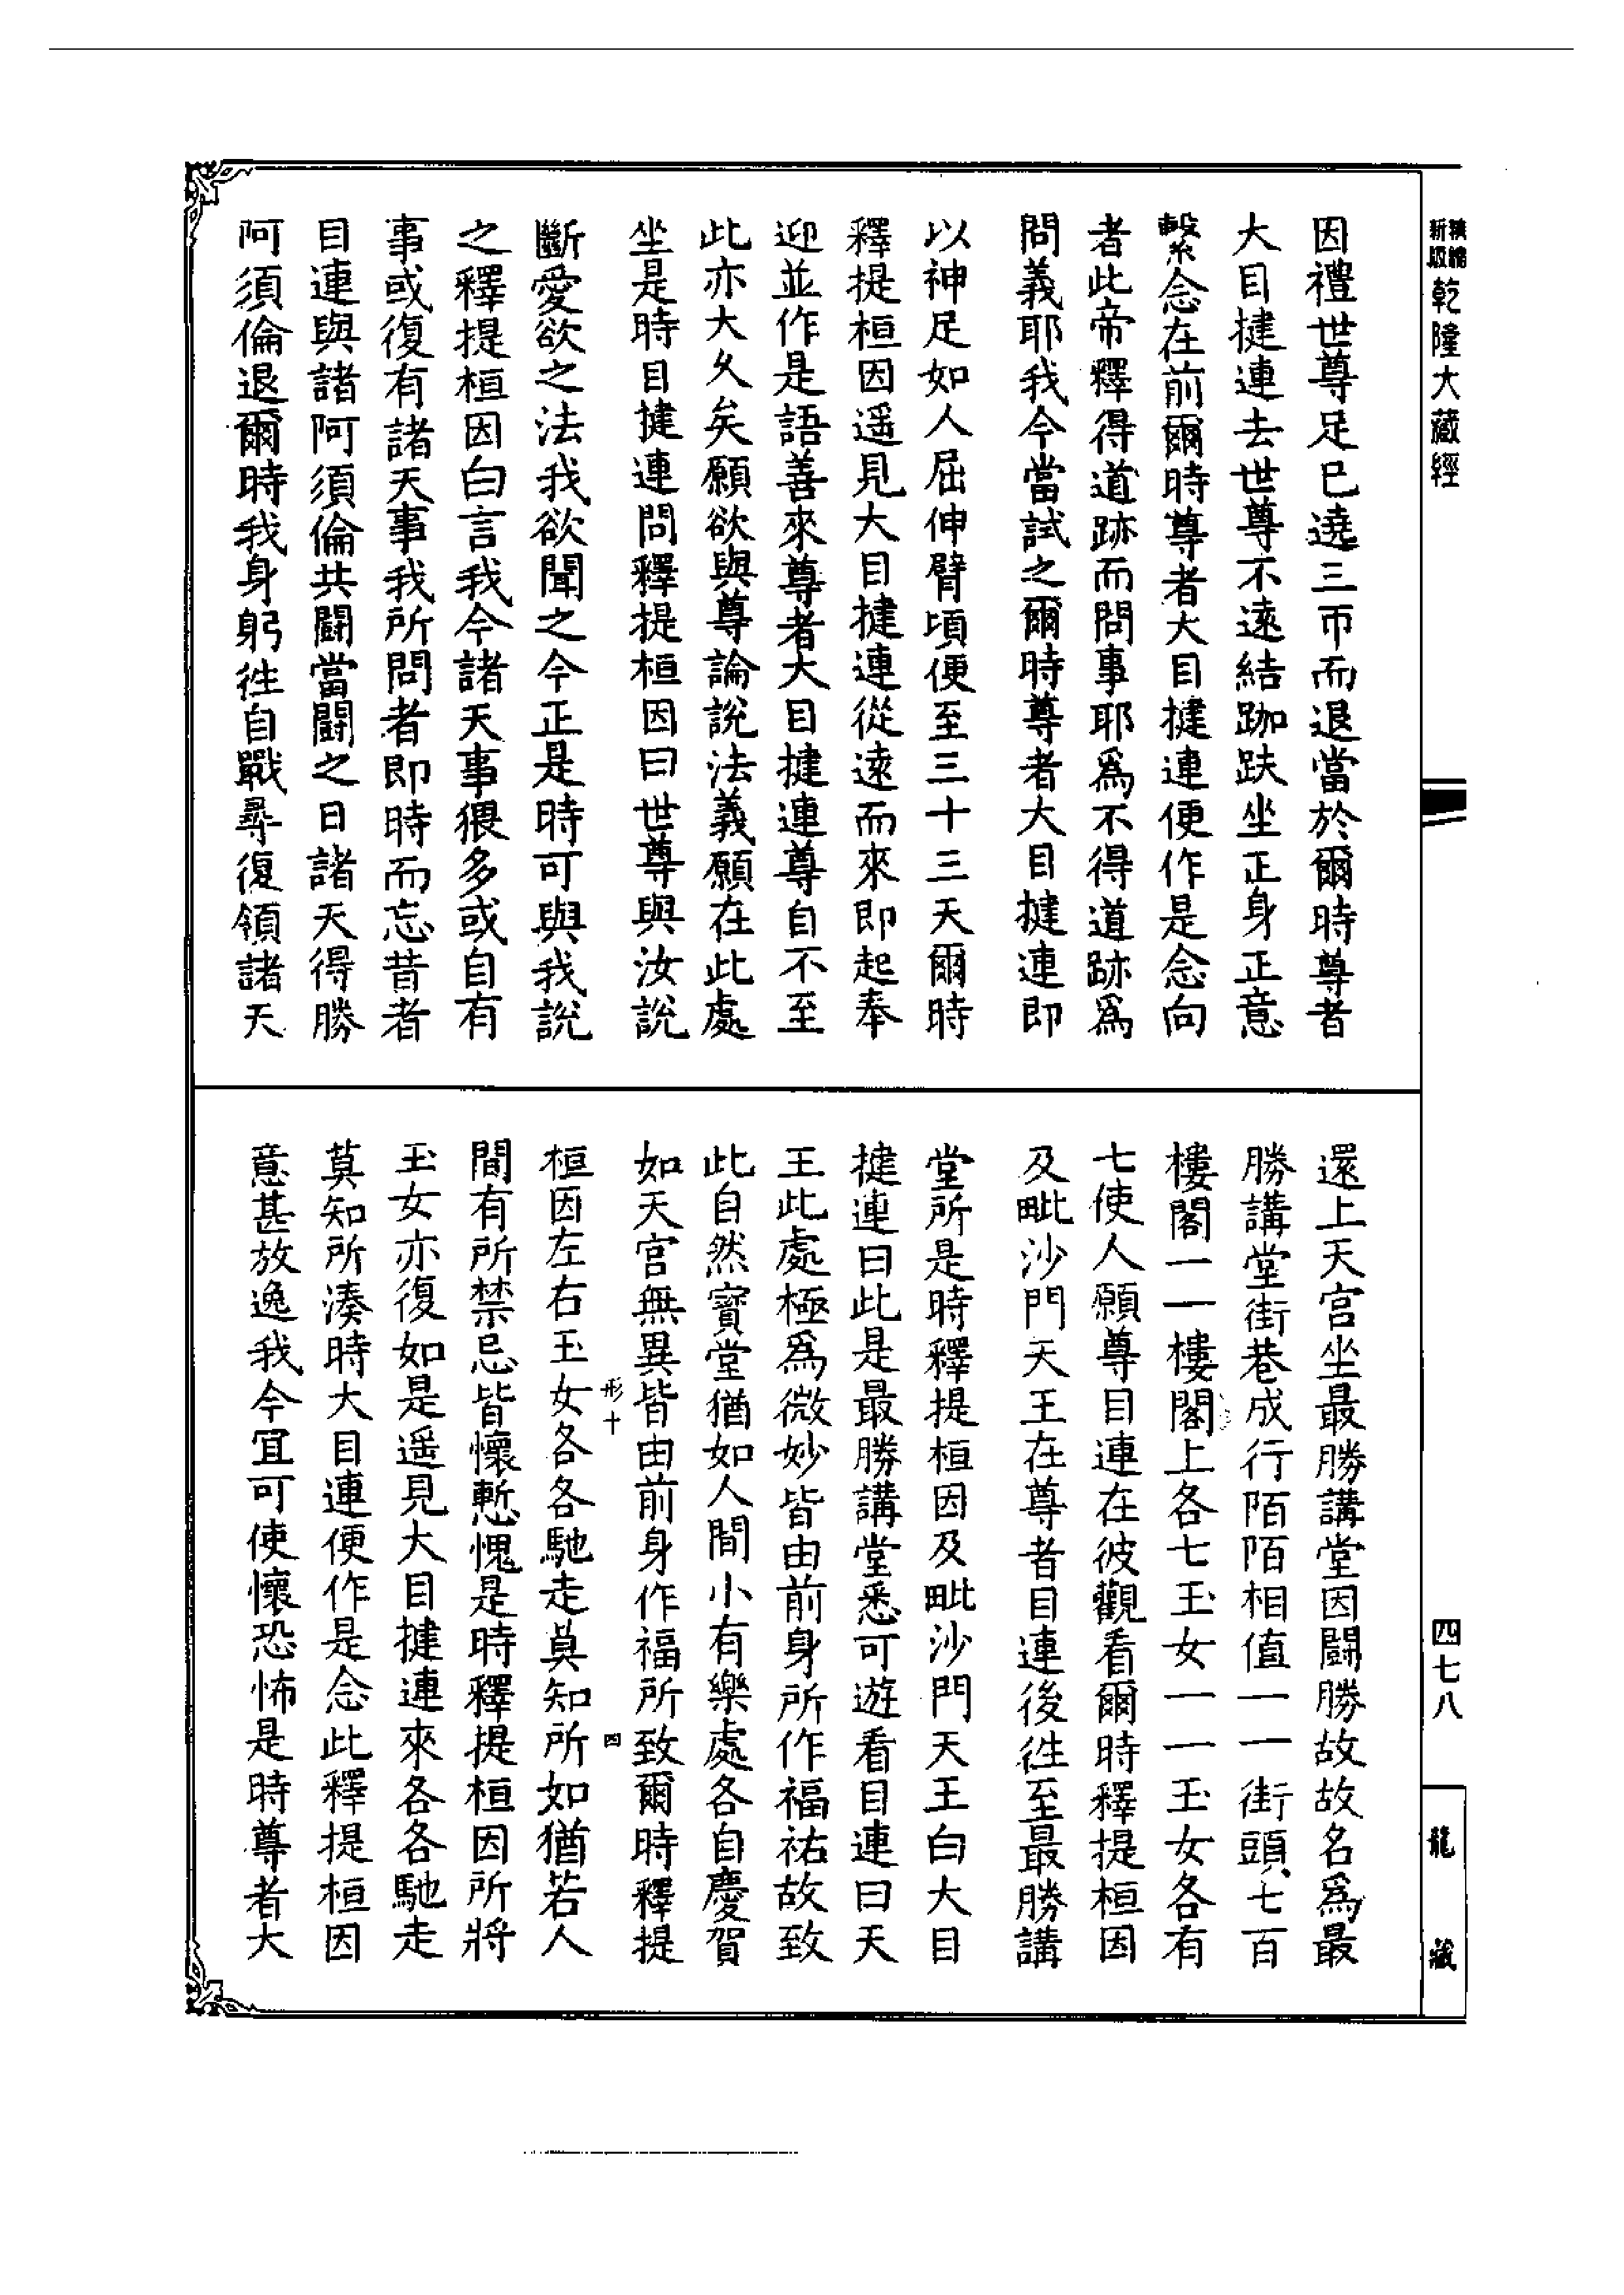 精縮
新版
乾隆大藏經
因禮世尊足已遶三帀而退當於爾時尊者
大目揵連去世尊不遠結跏趺坐正身正意
繫念在前爾時尊者大目揵連便作是念向
者此帝釋得道跡而問事耶爲不得道跡爲
問義耶我今當試之爾時尊者大目揵連即
以神足如人屈伸臂頃便至三十三天爾時
釋提桓因遥見大目揵連從遠而來即起奉
迎並作是語善來尊者大目揵連尊自不至
此亦大久矣願欲與尊論說法義願在此處
坐是時目揵連問釋提桓因曰世尊與汝說
斷愛欲之法我欲聞之今正是時可與我說
之釋提桓因白言我今諸天事猥多或自有
事或復有諸天事我所問者即時而忘昔者
目連與諸阿須倫共鬪當鬪之日諸天得勝
阿須倫退爾時我身躬徃自戰尋復領諸天
還上天宮坐最勝講堂因鬪勝故故名爲最
勝講堂街巷成行陌陌相值一一街頭七百
樓閣一一樓閣上各七玉女一一玉女各有
七使人願尊目連在彼觀看爾時釋提桓因
及毗沙門天王在尊者目連後徃至最勝講
堂所是時釋提桓因及毗沙門天王白大目
揵連曰此是最勝講堂悉可遊看目連曰天
王此處極爲微妙皆由前身所作福祐故致
此自然寳堂猶如人間小有樂處各自慶賀
如天宮無異皆由前身作福所致爾時釋提
形十
四
桓因左右玉女各各馳走莫知所如猶若人
間有所禁忌皆懷慙愧是時釋提桓因所將
玉女亦復如是遥見大目揵連來各各馳走
莫知所湊時大目連便作是念此釋提桓因
意甚放逸我今宜可使懷恐怖是時尊者大
四七八
龍藏